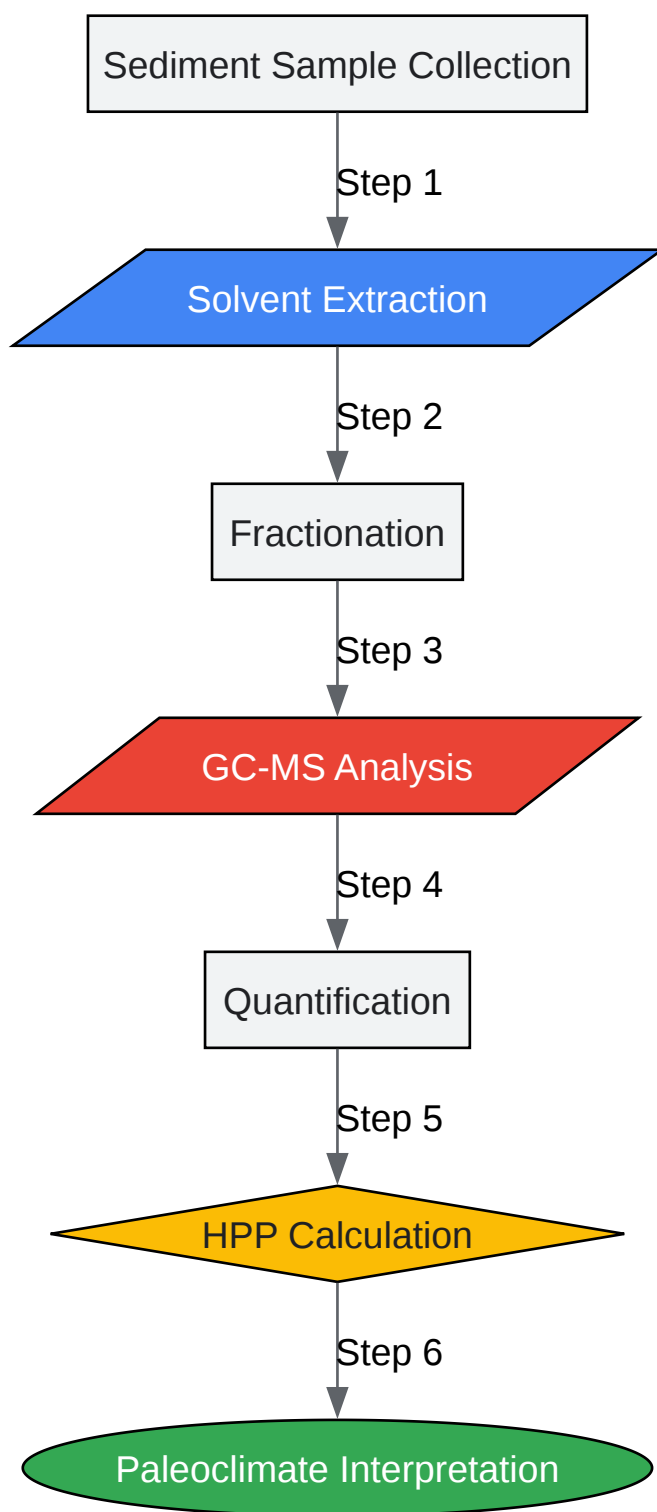 Sediment Sample Collection
Step 1
Solvent Extraction
Step 2
Fractionation
Step 3
GC-MS Analysis
Step 4
Quantification
Step 5
HPP Calculation
Step 6
Paleoclimate Interpretation